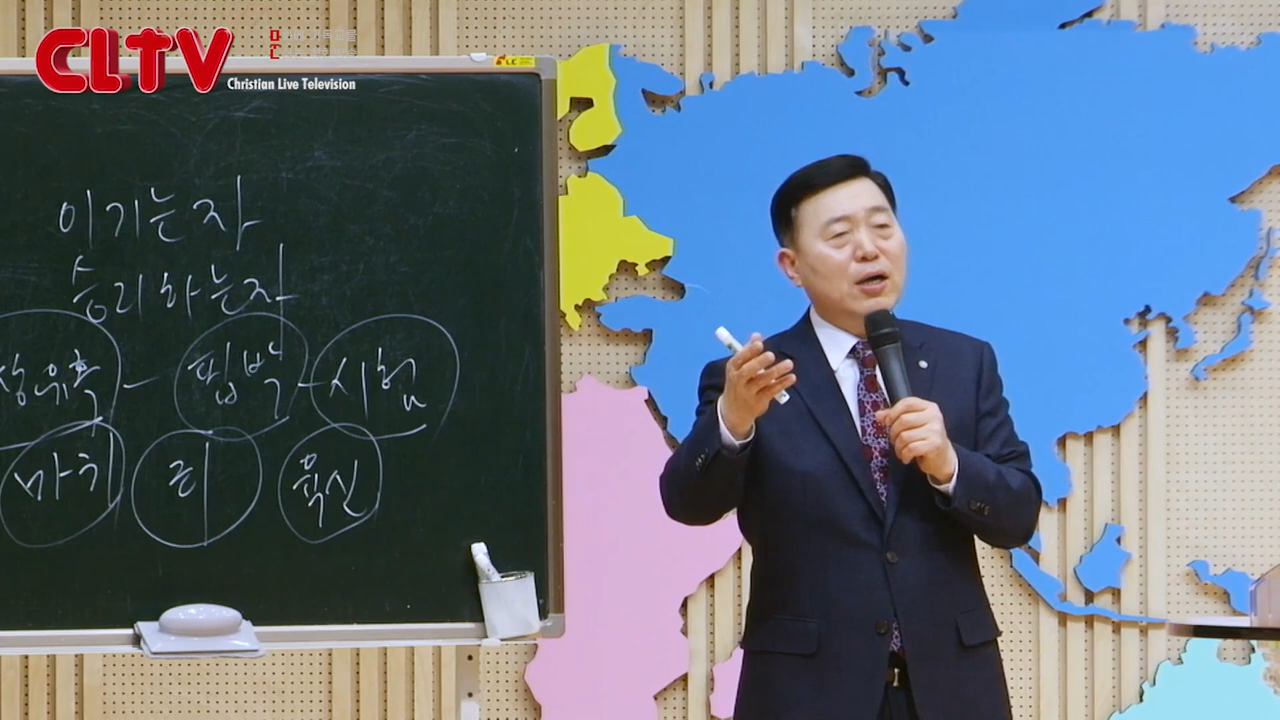 CLTV
Christian Live Television
LC
이기는자
승리하는자
유혹 - 핍박 - 시험
마귀 죄 육신